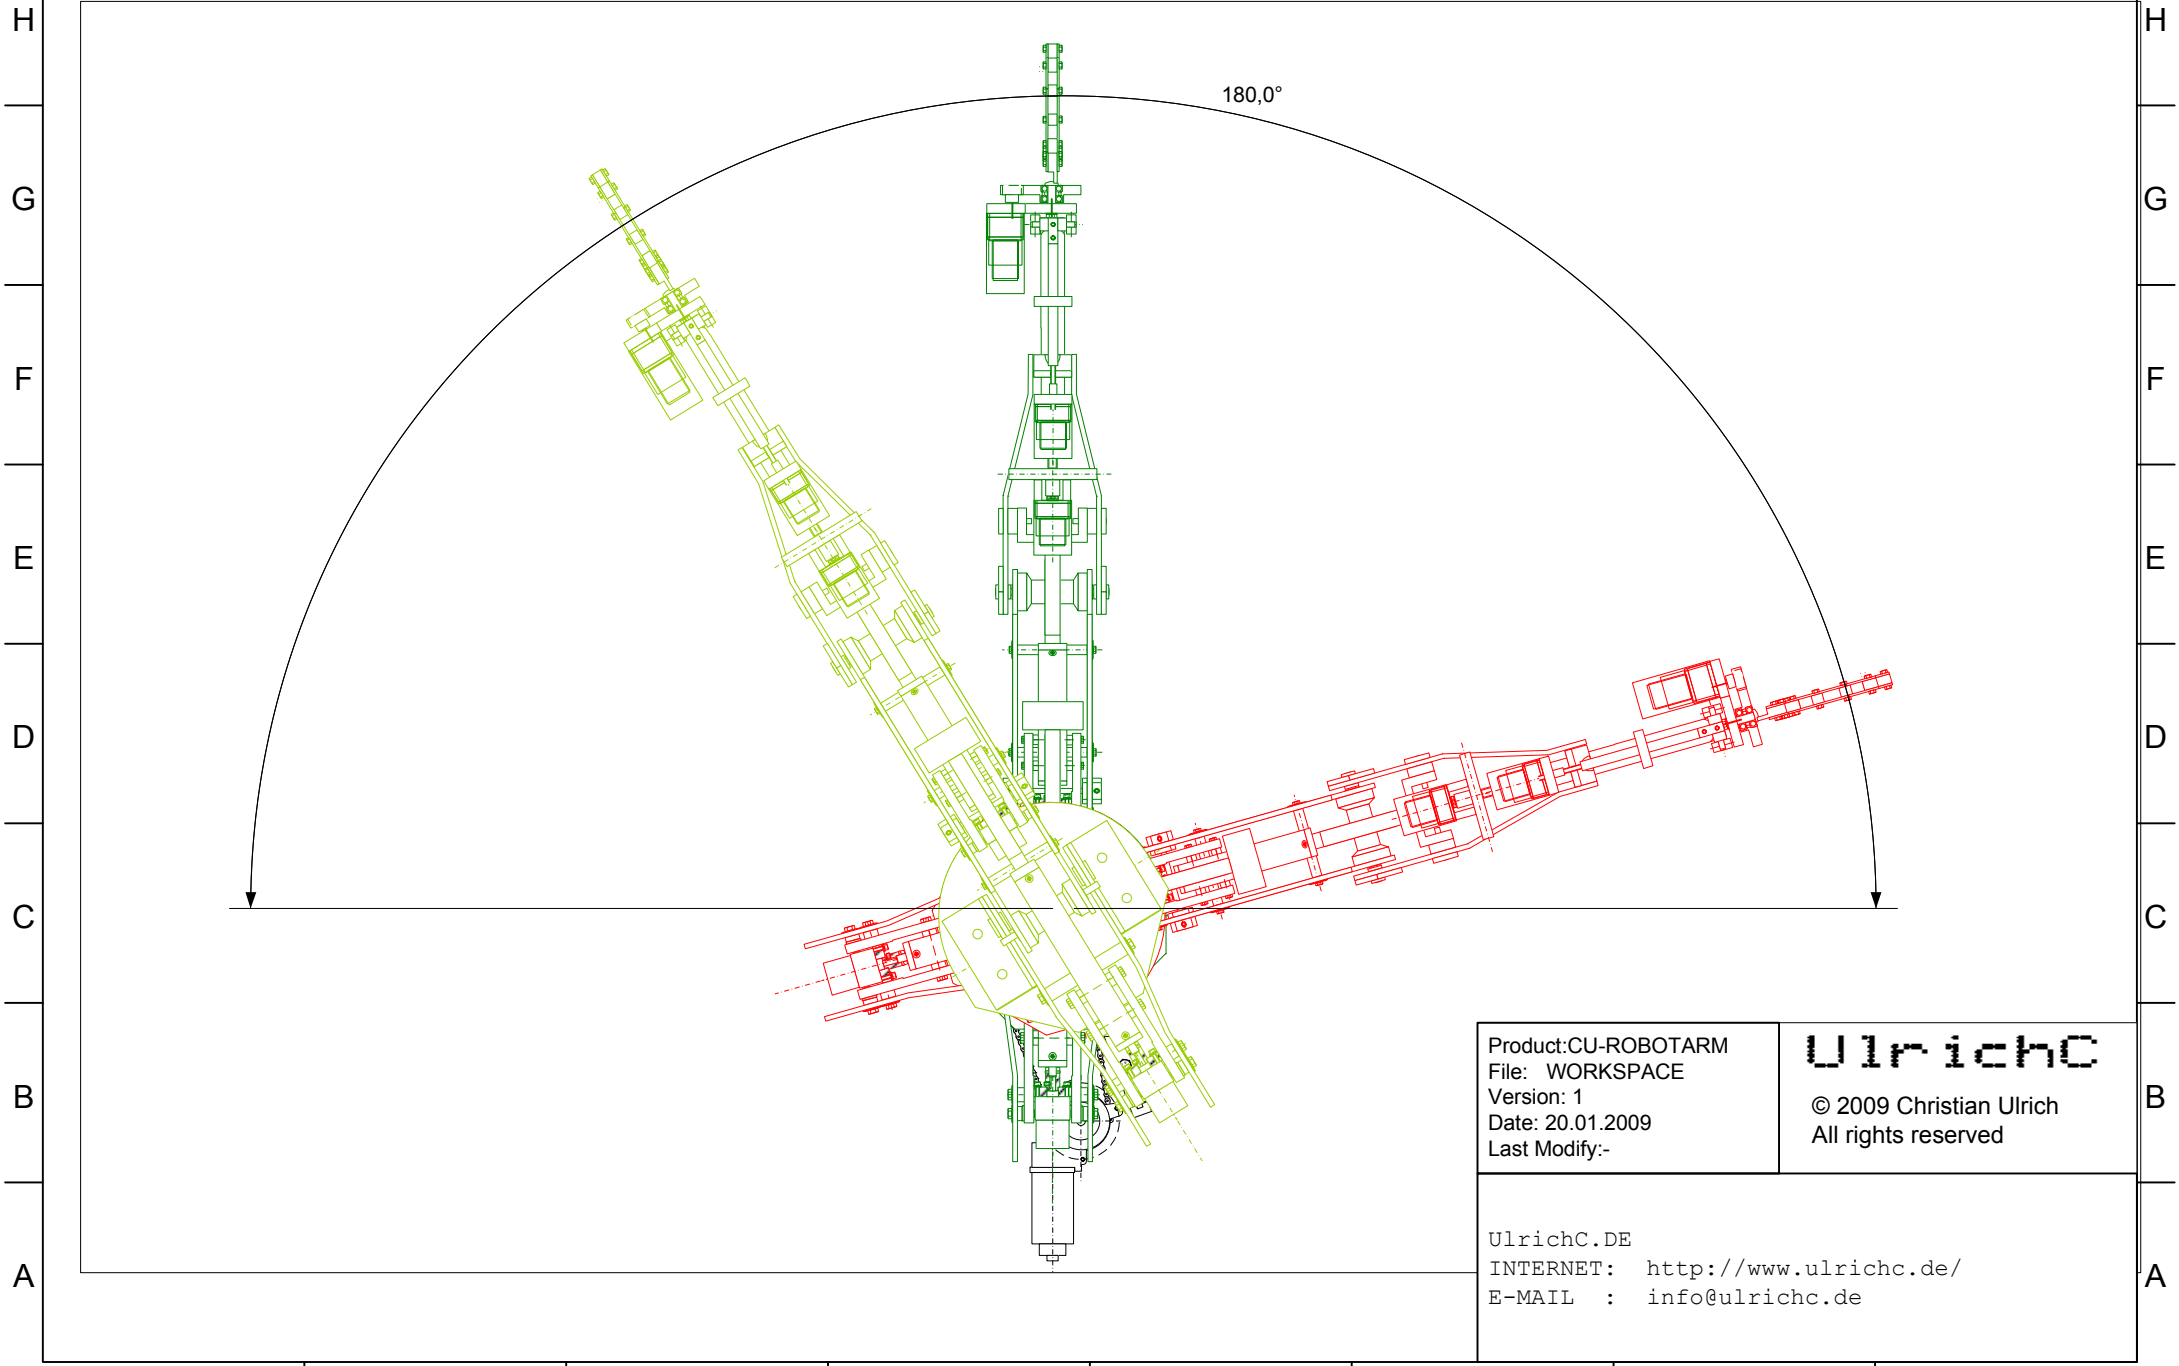 H
H
180,0°
G
G
F
F
E
E
D
D
C
C
Product:CU-ROBOTARM
File: WORKSPACE
Version: 1
Date: 20.01.2009
Last Modify:-
UlrichC
© 2009 Christian Ulrich
All rights reserved
B
B
UlrichC.DE
INTERNET: http://www.ulrichc.de/
E-MAIL : info@ulrichc.de
A
A